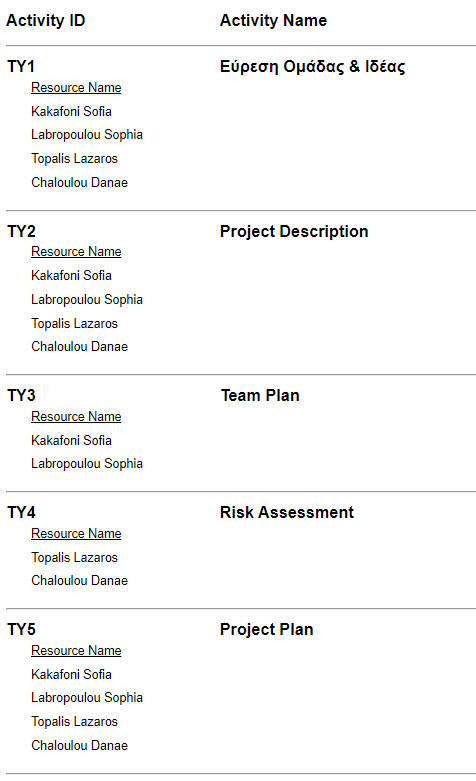 Activity ID Activity Name
TY1 Εύρεση Ομάδας & Ιδέας
Resource Name
Kakafoni Sofia
Labropoulou Sophia
Topalis Lazaros
Chaloulou Danae
TY2 Project Description
Resource Name
Kakafoni Sofia
Labropoulou Sophia
Topalis Lazaros
Chaloulou Danae
TY3 Team Plan
Resource Name
Kakafoni Sofia
Labropoulou Sophia
TY4 Risk Assessment
Resource Name
Topalis Lazaros
Chaloulou Danae
TY5 Project Plan
Resource Name
Kakafoni Sofia
Labropoulou Sophia
Topalis Lazaros
Chaloulou Danae